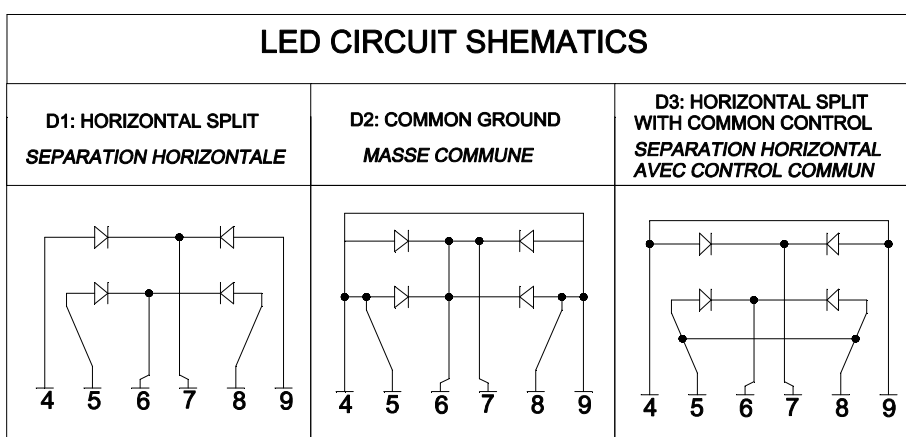 LED CIRCUIT SHEMATICS
D1: HORIZONTAL SPLIT
SEPARATION HORIZONTALE
D2: COMMON GROUND
MASSE COMMUNE
D3: HORIZONTAL SPLIT
WITH COMMON CONTROL
SEPARATION HORIZONTAL
AVEC CONTROL COMMUN
4 5 6 7 8 9
4 5 6 7 8 9
4 5 6 7 8 9